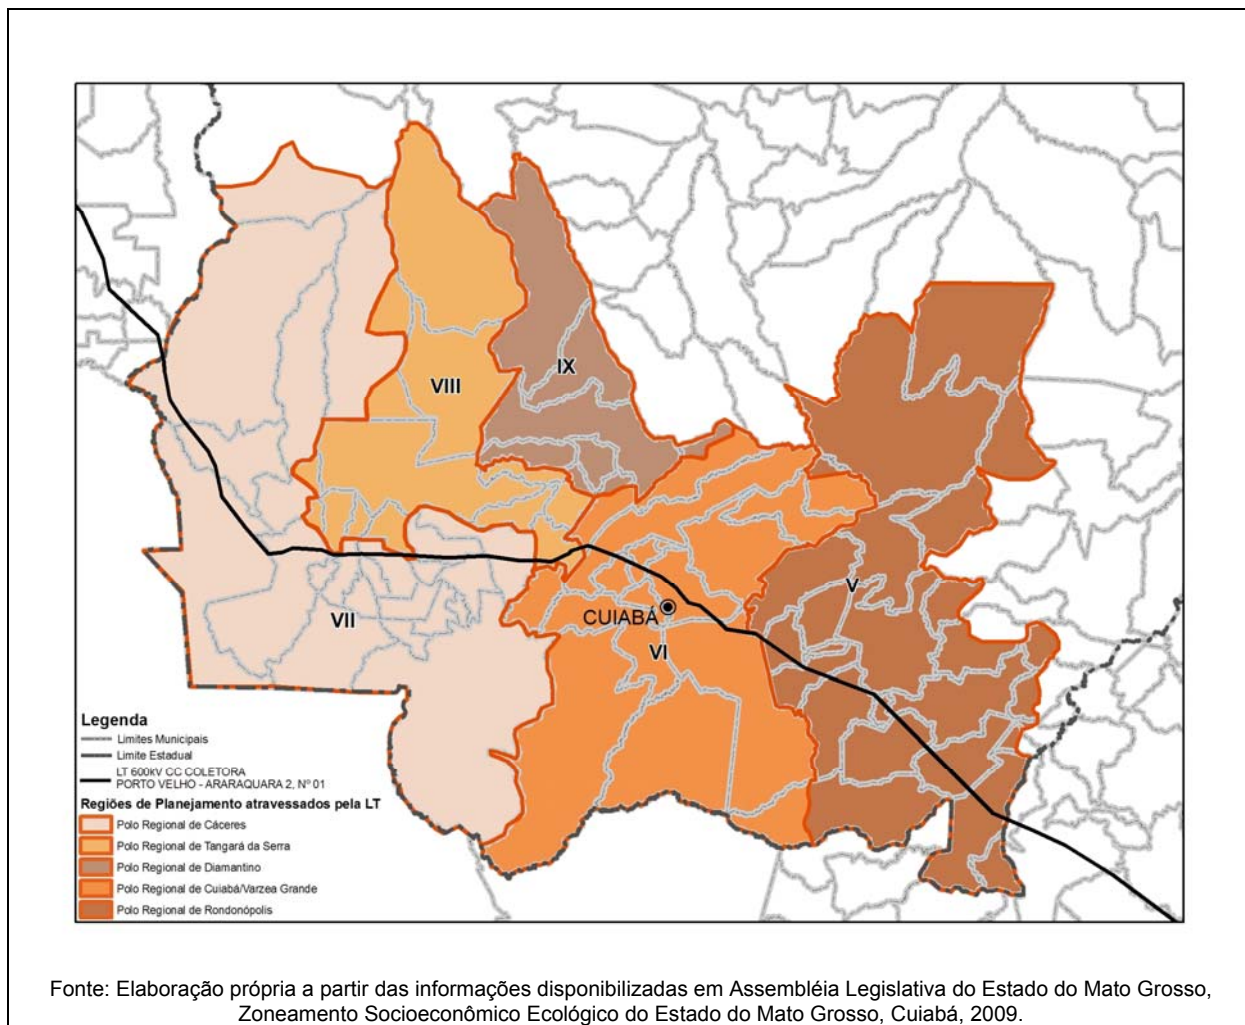 VIII
IX
V
CUIABÁ
VII
VI
Legenda
Limites Municipais
Limite Estadual
LT 600kV CC COLETORA
PORTO VELHO - ARARAQUARA 2, Nº 01
Regiões de Planejamento atravessados pela LT
Polo Regional de Cáceres
Polo Regional de Tangará da Serra
Polo Regional de Diamantino
Polo Regional de Cuiabá/Varzea Grande
Polo Regional de Rondonópolis
Fonte: Elaboração própria a partir das informações disponibilizadas em Assembléia Legislativa do Estado do Mato Grosso,
Zoneamento Socioeconômico Ecológico do Estado do Mato Grosso, Cuiabá, 2009.